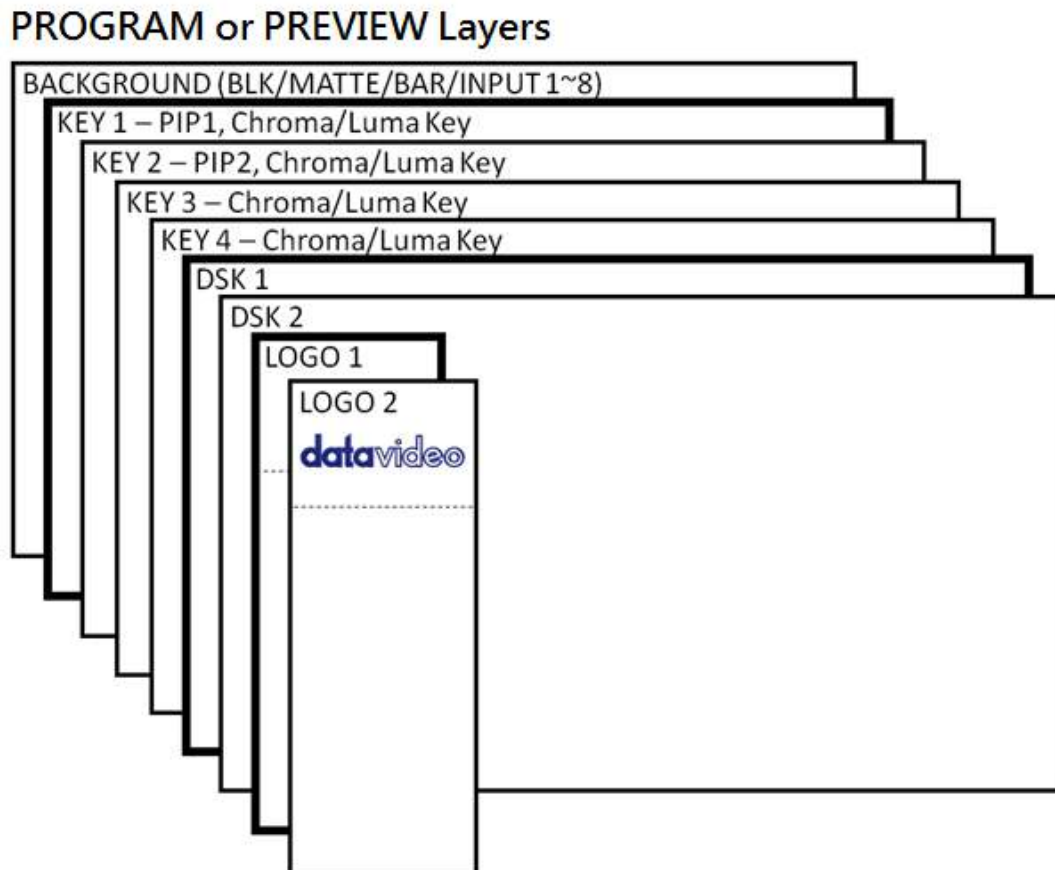 PROGRAM or PREVIEW Layers
BACKGROUND (BLK/MATTE/BAR/INPUT 1~8)
KEY 1 – PIP1, Chroma/Luma Key
KEY 2 – PIP2, Chroma/Luma Key
KEY 3 – Chroma/Luma Key
KEY 4 – Chroma/Luma Key
DSK 1
DSK 2
LOGO 1
LOGO 2
datavideo